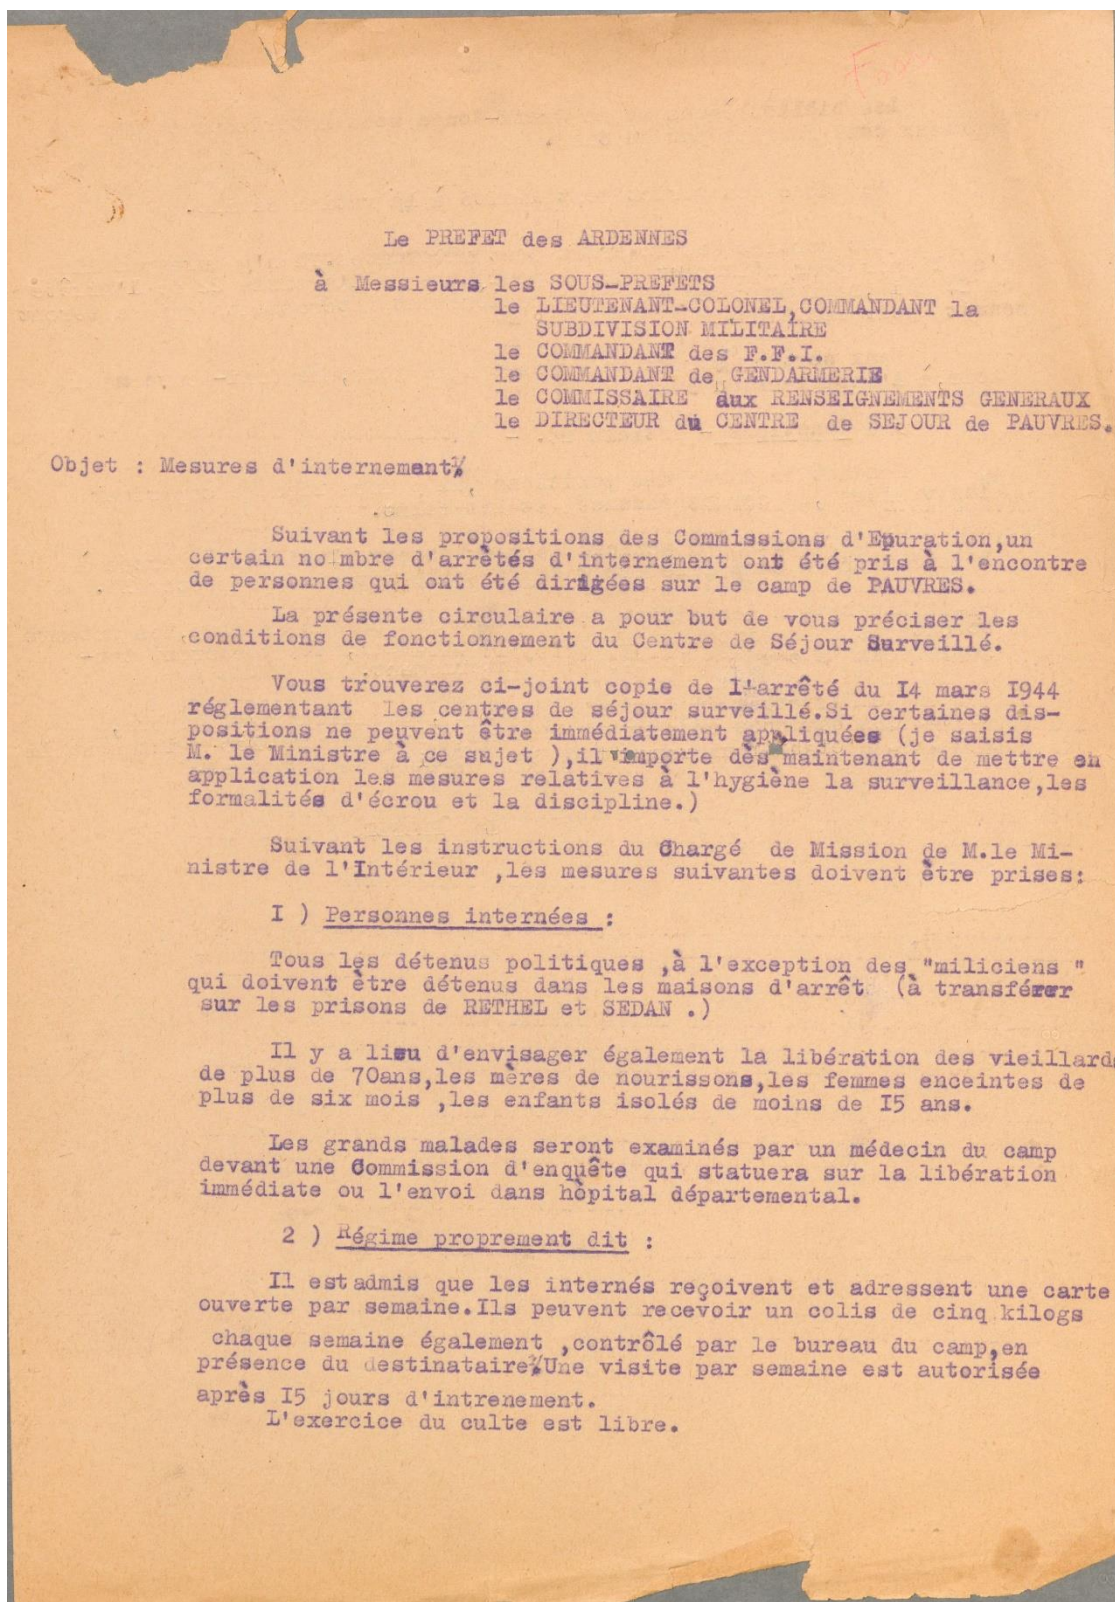 Le PREFET des ARDENNES
à Messieurs les SOUS-PREFETS
le LIEUTENANT-COLONEL,COMMANDANT la
SUBDIVISION MILITAIRE
le COMMANDANT des F.F.I.
le COMMANDANT de GENDARMERIE
le COMMISSAIRE aux RENSEIGNEMENTS GENERAUX
le DIRECTEUR du CENTRE de SEJOUR de PAUVRES.
Objet : Mesures d'internemant
Suivant les propositions des Commissions d'Epuration,un
certain no mbre d'arrètés d'internement ont été pris à l'encontre
de personnes qui ont été dirigées sur le camp de PAUVRES.
La présente circulaire a pour but de vous préciser les
conditions de fonctionnement du Centre de Séjour Surveillé.
Vous trouverez ci-joint copie de l'arrêté du I4 mars I944
réglementant les centres de séjour surveillé.Si certaines dis-
positions ne peuvent être immédiatement appliquées (je saisis
M. le Ministre à ce sujet ),il importe dès maintenant de mettre en
application les mesures relatives à l'hygiène la surveillance,les
formalités d'écrou et la discipline.)
Suivant les instructions du Chargé de Mission de M.le Mi-
nistre de l'Intérieur ,les mesures suivantes doivent ètre prises:
I ) Personnes internées :
Tous les détenus politiques ,à l'exception des "miliciens "
qui doivent ètre détenus dans les maisons d'arrêt (à transférer
sur les prisons de RETHEL et SEDAN .)
Il y a lieu d'envisager également la libération des vieillards
de plus de 70ans,les mères de nourissons,les femmes enceintes de
plus de six mois ,les enfants isolés de moins de I5 ans.
Les grands malades seront examinés par un médecin du camp
devant une Commission d'enquête qui statuera sur la libération
immédiate ou l'envoi dans hòpital départemental.
2 ) Régime proprement dit :
Il est admis que les internés reçoivent et adressent une carte
ouverte par semaine.Ils peuvent recevoir un colis de cinq kilogs
chaque semaine également ,contrôlé par le bureau du camp,en
présence du destinataire.Une visite par semaine est autorisée
après I5 jours d'intrenement.
L'exercice du culte est libre.